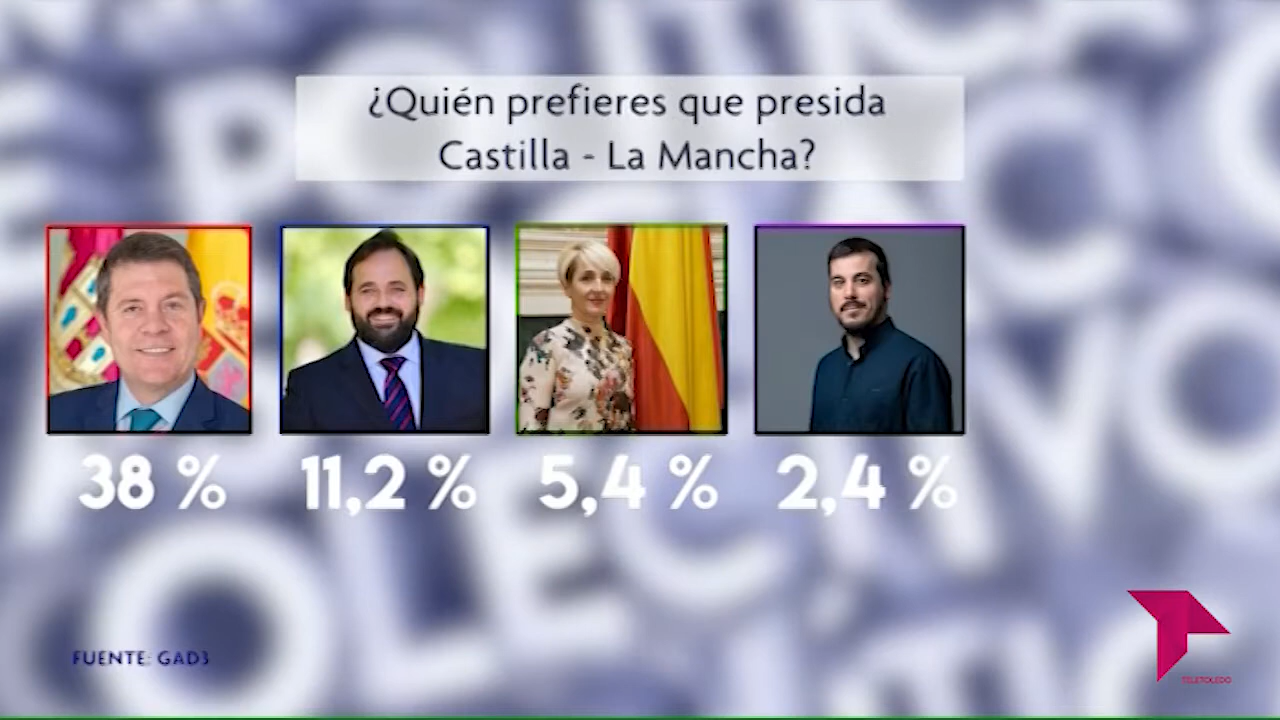 ¿Quién prefieres que presida
Castilla - La Mancha?
38 %
11,2 %
5,4 %
2,4 %
FUENTE: GAD3
TELETOLEDO